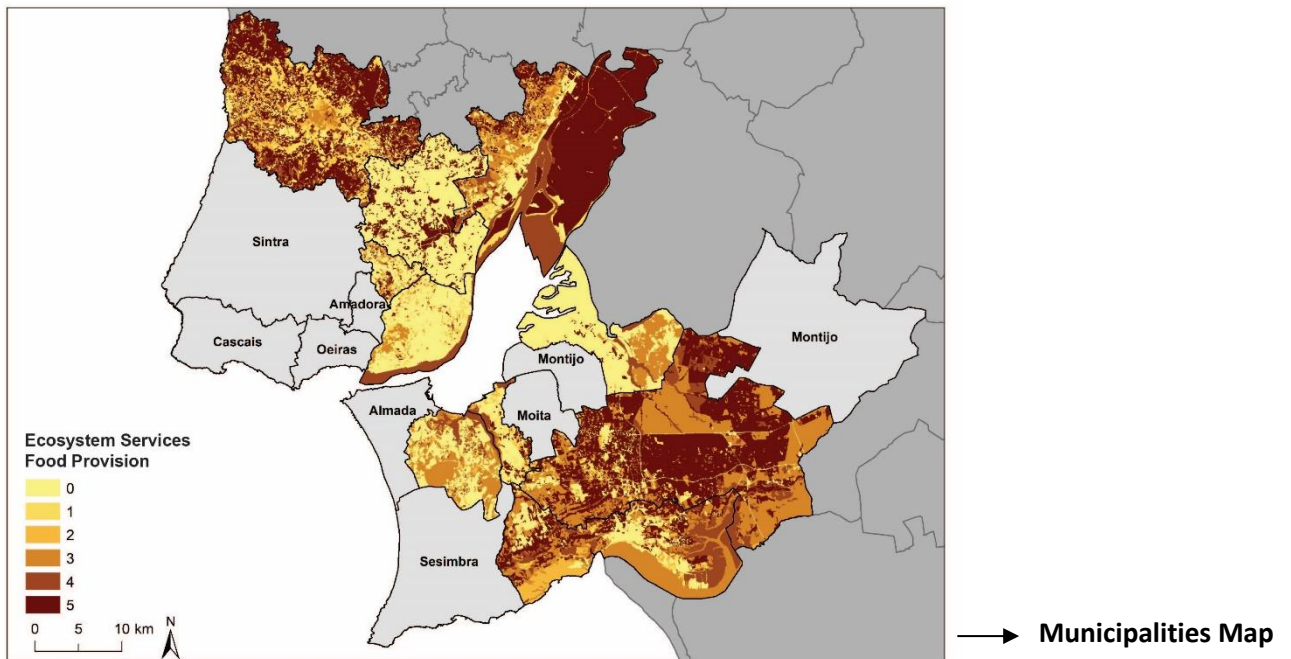 Sintra
Amadora
Cascais
Oeiras
Montijo
Montijo
Almada
Moita
Sesimbra
Ecosystem Services
Food Provision
0
1
2
3
4
5
0 5 10 km
N
Municipalities Map